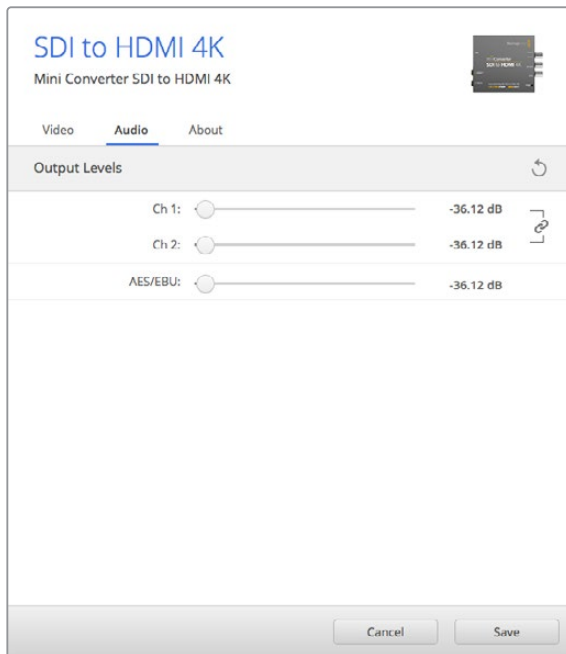 SDI to HDMI 4K
Mini Converter SDI to HDMI 4K
Video Audio About
Output Levels
Ch 1: -36.12 dB
Ch 2: -36.12 dB
AES/EBU: -36.12 dB
Cancel Save